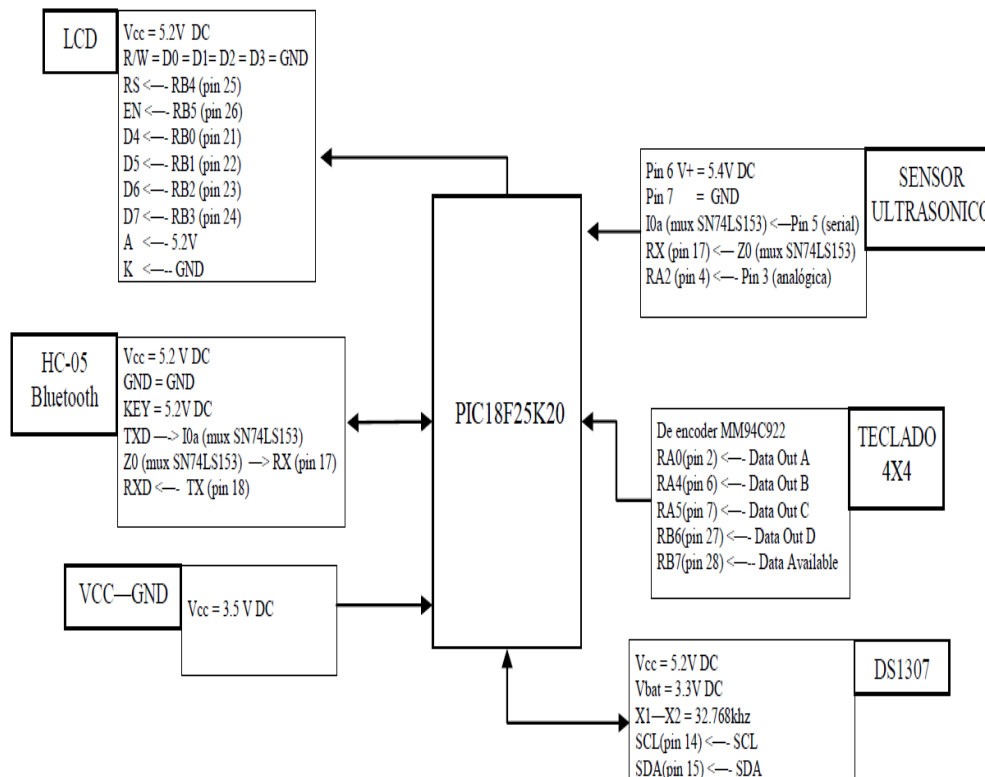 LCD
Vcc = 5.2V DC
R/W = D0 = D1= D2 = D3 = GND
RS <—- RB4 (pin 25)
EN <—- RB5 (pin 26)
D4 <—- RB0 (pin 21)
D5 <—- RB1 (pin 22)
D6 <—- RB2 (pin 23)
D7 <—- RB3 (pin 24)
A <—- 5.2V
K <—-- GND
SENSOR
ULTRASONICO
Pin 6 V+ = 5.4V DC
Pin 7 = GND
I0a (mux SN74LS153) <—Pin 5 (serial)
RX (pin 17) <— Z0 (mux SN74LS153)
RA2 (pin 4) <—- Pin 3 (analógica)
HC-05
Bluetooth
Vcc = 5.2 V DC
GND = GND
KEY = 5.2V DC
TXD —-> I0a (mux SN74LS153)
Z0 (mux SN74LS153) —> RX (pin 17)
RXD <—- TX (pin 18)
PIC18F25K20
TECLADO
4X4
De encoder MM94C922
RA0(pin 2) <—- Data Out A
RA4(pin 6) <—- Data Out B
RA5(pin 7) <—- Data Out C
RB6(pin 27) <—- Data Out D
RB7(pin 28) <—-- Data Available
VCC—GND
Vcc = 3.5 V DC
DS1307
Vcc = 5.2V DC
Vbat = 3.3V DC
X1—X2 = 32.768khz
SCL(pin 14) <—- SCL
SDA(pin 15) <—- SDA